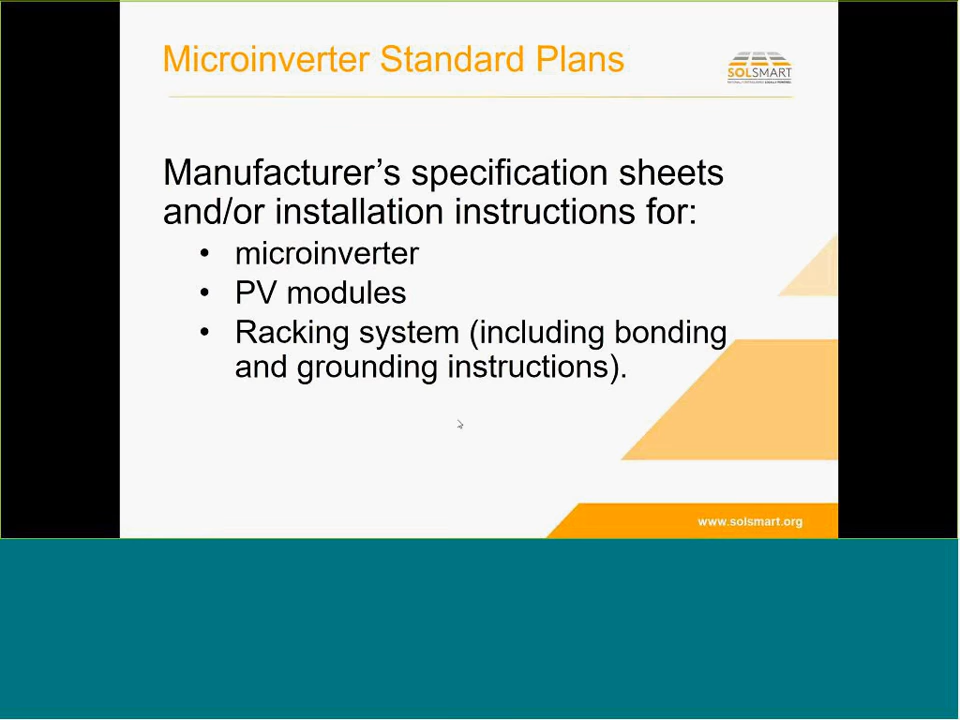 Microinverter Standard Plans
SOLSMART
Manufacturer’s specification sheets
and/or installation instructions for:
• microinverter
• PV modules
• Racking system (including bonding
and grounding instructions).
www.solsmart.org